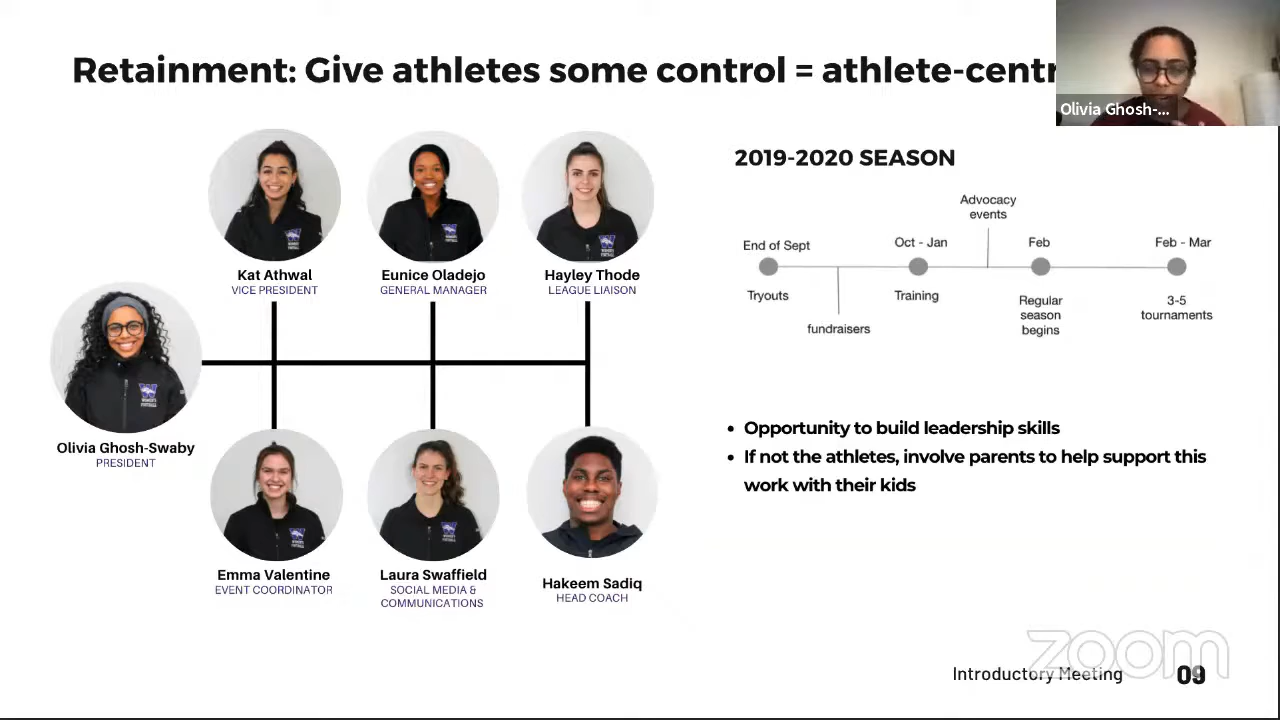 Retainment: Give athletes some control = athlete-centr
Olivia Ghosh-...
Kat Athwal
VICE PRESIDENT
Eunice Oladejo
GENERAL MANAGER
Hayley Thode
LEAGUE LIAISON
Olivia Ghosh-Swaby
PRESIDENT
Emma Valentine
EVENT COORDINATOR
Laura Swaffield
SOCIAL MEDIA &
COMMUNICATIONS
Hakeem Sadiq
HEAD COACH
2019-2020 SEASON
Advocacy
events
End of Sept
Oct - Jan
Feb
Feb - Mar
Tryouts
fundraisers
Training
Regular
season
begins
3-5
tournaments
• Opportunity to build leadership skills
• If not the athletes, involve parents to help support this
work with their kids
zoom
Introductory Meeting
09